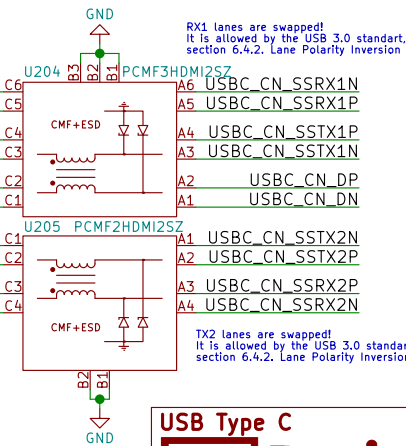 GND
RX1 lanes are swapped!
It is allowed by the USB 3.0 standart,
section 6.4.2. Lane Polarity Inversion
B3 B2 B1
U204 PCMF3HDMI2SZ
C6 A6 USBC_CN_SSRX1N
C5 A5 USBC_CN_SSRX1P
CMF+ESD
C4 A4 USBC_CN_SSTX1P
C3 A3 USBC_CN_SSTX1N
C2 A2 USBC_CN_DP
C1 A1 USBC_CN_DN
U205 PCMF2HDMI2SZ
C1 A1 USBC_CN_SSTX2N
C2 A2 USBC_CN_SSTX2P
C3 A3 USBC_CN_SSRX2P
C4 A4 USBC_CN_SSRX2N
CMF+ESD
TX2 lanes are swapped!
It is allowed by the USB 3.0 standar
section 6.4.2. Lane Polarity Inversion
B2 B1
GND
USB Type C